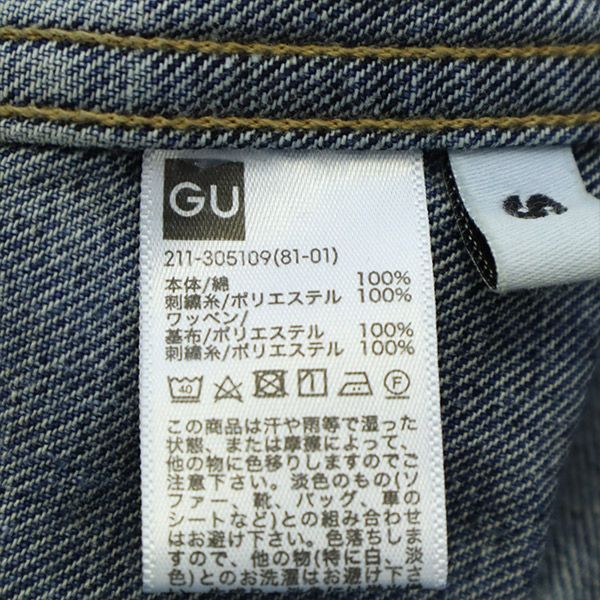 GU
S
211-305109(81-01)
本体/綿 100%
刺繍糸/ポリエステル 100%
ワッペン/
基布/ポリエステル 100%
刺繍糸/ポリエステル 100%
40 F
この商品は汗や雨等で湿った
状態、または摩擦によって、
他の物に色移りしますのでご
注意下さい。淡色のもの(ソ
ファー、靴、バッグ、車の
シートなど)との組み合わせ
はお避け下さい。色落ちしま
すので、他の物(特に白、淡
色)とのお洗濯はお避け下さ